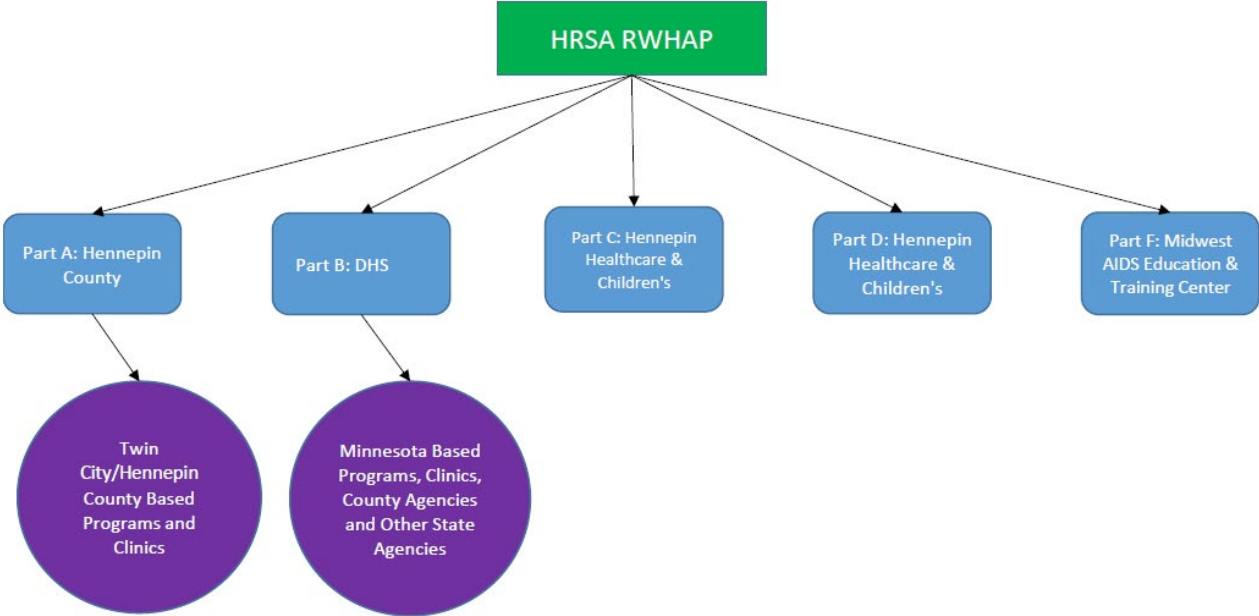 HRSA RWHAP
Part A: Hennepin
County
Part B: DHS
Part C: Hennepin
Healthcare &
Children's
Part D: Hennepin
Healthcare &
Children's
Part F: Midwest
AIDS Education &
Training Center
Twin
City/Hennepin
County Based
Programs and
Clinics
Minnesota Based
Programs, Clinics,
County Agencies
and Other State
Agencies